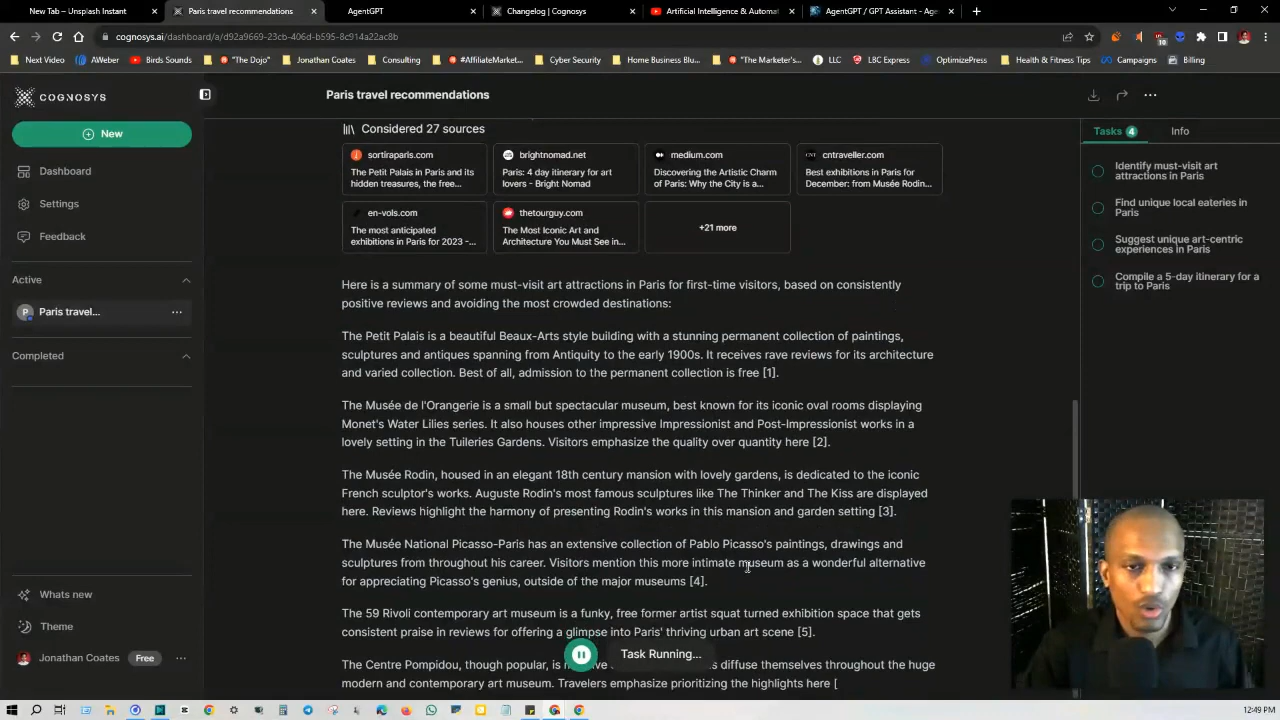 New Tab – Unsplash Instant
Paris travel recommendations
AgentGPT
Changelog | Cognosys
Artificial Intelligence & Automat
AgentGPT / GPT Assistant - Age
cognosys.ai/dashboard/a/d92a9669-23cb-406d-b595-8c914a22ac8b
10
Next Video
AWeber
Birds Sounds
"The Dojo"
Jonathan Coates
Consulting
#AffiliateMarket...
Cyber Security
Home Business Blu...
"The Marketer's...
LLC
LBC Express
OptimizePress
Health & Fitness Tips
Campaigns
Billing
COGNOSYS
New
Dashboard
Settings
Feedback
Active
P
Paris travel...
Completed
Whats new
Theme
Jonathan Coates
Free
Paris travel recommendations
Considered 27 sources
sortiraparis.com
The Petit Palais in Paris and its
hidden treasures, the free...
brightnomad.net
Paris: 4 day itinerary for art
lovers - Bright Nomad
medium.com
Discovering the Artistic Charm
of Paris: Why the City is a...
cntraveller.com
Best exhibitions in Paris for
December: from Musée Rodin...
en-vols.com
The most anticipated
exhibitions in Paris for 2023 -...
thetourguy.com
The Most Iconic Art and
Architecture You Must See in...
+21 more
Here is a summary of some must-visit art attractions in Paris for first-time visitors, based on consistently
positive reviews and avoiding the most crowded destinations:
The Petit Palais is a beautiful Beaux-Arts style building with a stunning permanent collection of paintings,
sculptures and antiques spanning from Antiquity to the early 1900s. It receives rave reviews for its architecture
and varied collection. Best of all, admission to the permanent collection is free [1].
The Musée de l'Orangerie is a small but spectacular museum, best known for its iconic oval rooms displaying
Monet's Water Lilies series. It also houses other impressive Impressionist and Post-Impressionist works in a
lovely setting in the Tuileries Gardens. Visitors emphasize the quality over quantity here [2].
The Musée Rodin, housed in an elegant 18th century mansion with lovely gardens, is dedicated to the iconic
French sculptor's works. Auguste Rodin's most famous sculptures like The Thinker and The Kiss are displayed
here. Reviews highlight the harmony of presenting Rodin's works in this mansion and garden setting [3].
The Musée National Picasso-Paris has an extensive collection of Pablo Picasso's paintings, drawings and
sculptures from throughout his career. Visitors mention this more intimate museum as a wonderful alternative
for appreciating Picasso's genius, outside of the major museums [4].
The 59 Rivoli contemporary art museum is a funky, free former artist squat turned exhibition space that gets
consistent praise in reviews for offering a glimpse into Paris' thriving urban art scene [5].
The Centre Pompidou, though popular, is diffuse themselves throughout the huge
modern and contemporary art museum. Travelers emphasize prioritizing the highlights here [
Task Running...
Tasks 4
Info
Identify must-visit art
attractions in Paris
Find unique local eateries in
Paris
Suggest unique art-centric
experiences in Paris
Compile a 5-day itinerary for a
trip to Paris
12:49 PM